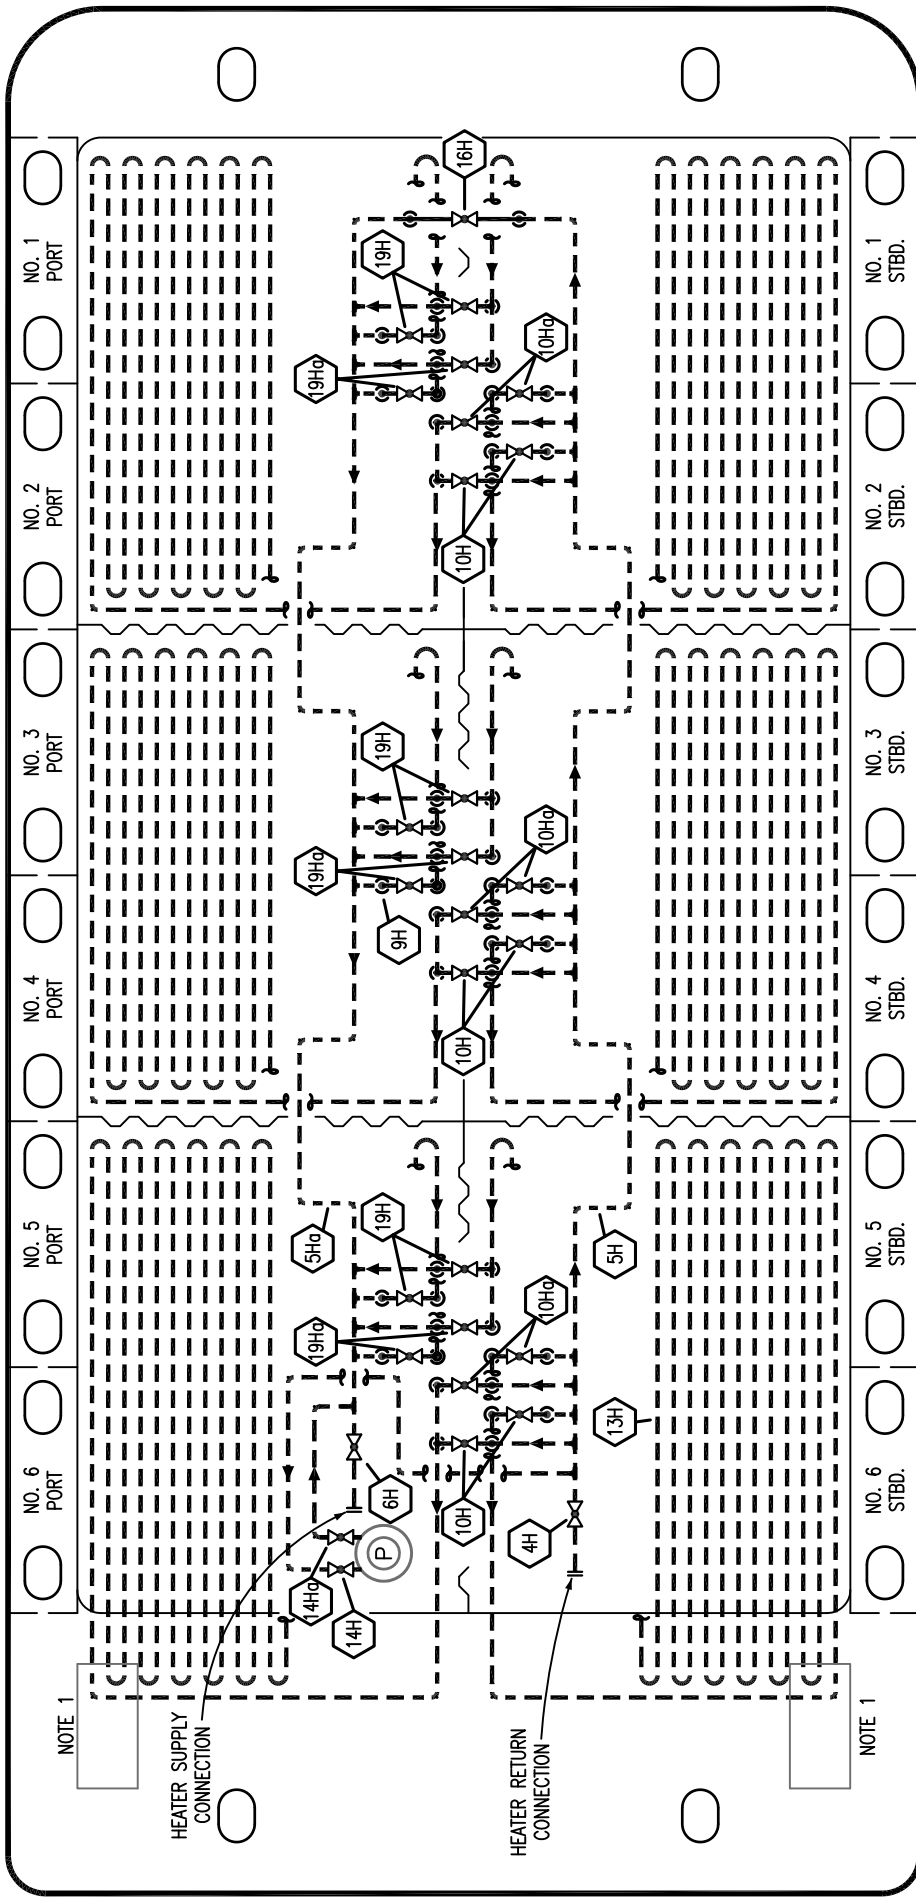 NOTE 1
NO. 6
PORT
NO. 5
PORT
NO. 4
PORT
NO. 3
PORT
NO. 2
PORT
NO. 1
PORT
HEATER SUPPLY
CONNECTION
14Ha
19Ha
5Ha
19Ha
19Ha
14H
6H
19H
9H
19H
19H
10H
10H
10H
16H
HEATER RETURN
CONNECTION
4H
10Ha
10Ha
10Ha
13H
5H
P
NOTE 1
NO. 6
STBD.
NO. 5
STBD.
NO. 4
STBD.
NO. 3
STBD.
NO. 2
STBD.
NO. 1
STBD.